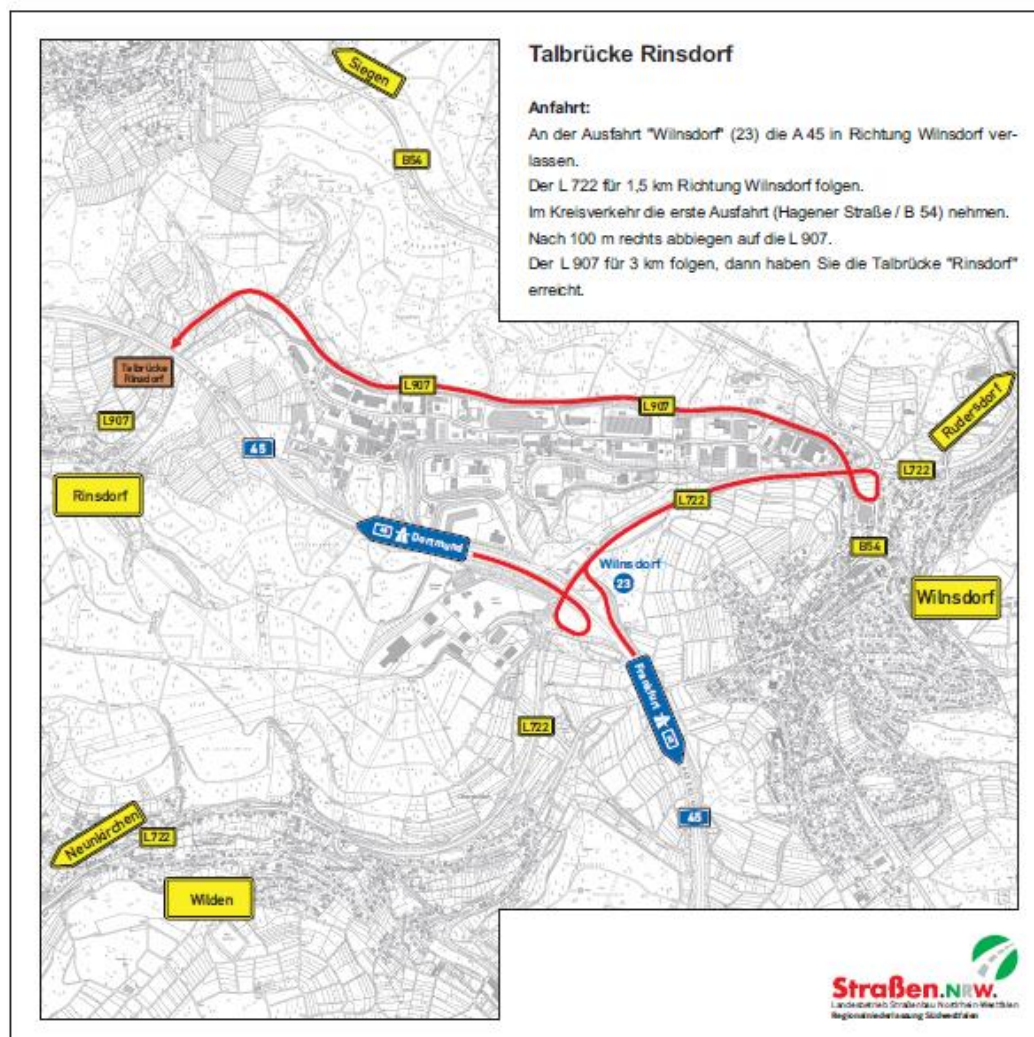 Talbrücke Rinsdorf
Anfahrt:
An der Ausfahrt "Wilnsdorf" (23) die A 45 in Richtung Wilnsdorf ver-
lassen.
Der L 722 für 1,5 km Richtung Wilnsdorf folgen.
Im Kreisverkehr die erste Ausfahrt (Hagener Straße / B 54) nehmen.
Nach 100 m rechts abbiegen auf die L 907.
Der L 907 für 3 km folgen, dann haben Sie die Talbrücke "Rinsdorf"
erreicht.
Siegen
B54
Talbrücke
Rinsdorf
L907
L907
L907
Rudersdorf
45
L722
Rinsdorf
L722
45 Dortmund
B54
Wilnsdorf
23
Wilnsdorf
Frankfurt 45
L722
45
Neunkirchen
L722
Wilden
Straßen.NRW.
Landesbetrieb Straßenbau Nordrhein-Westfalen
Regionalniederlassung Südwestfalen